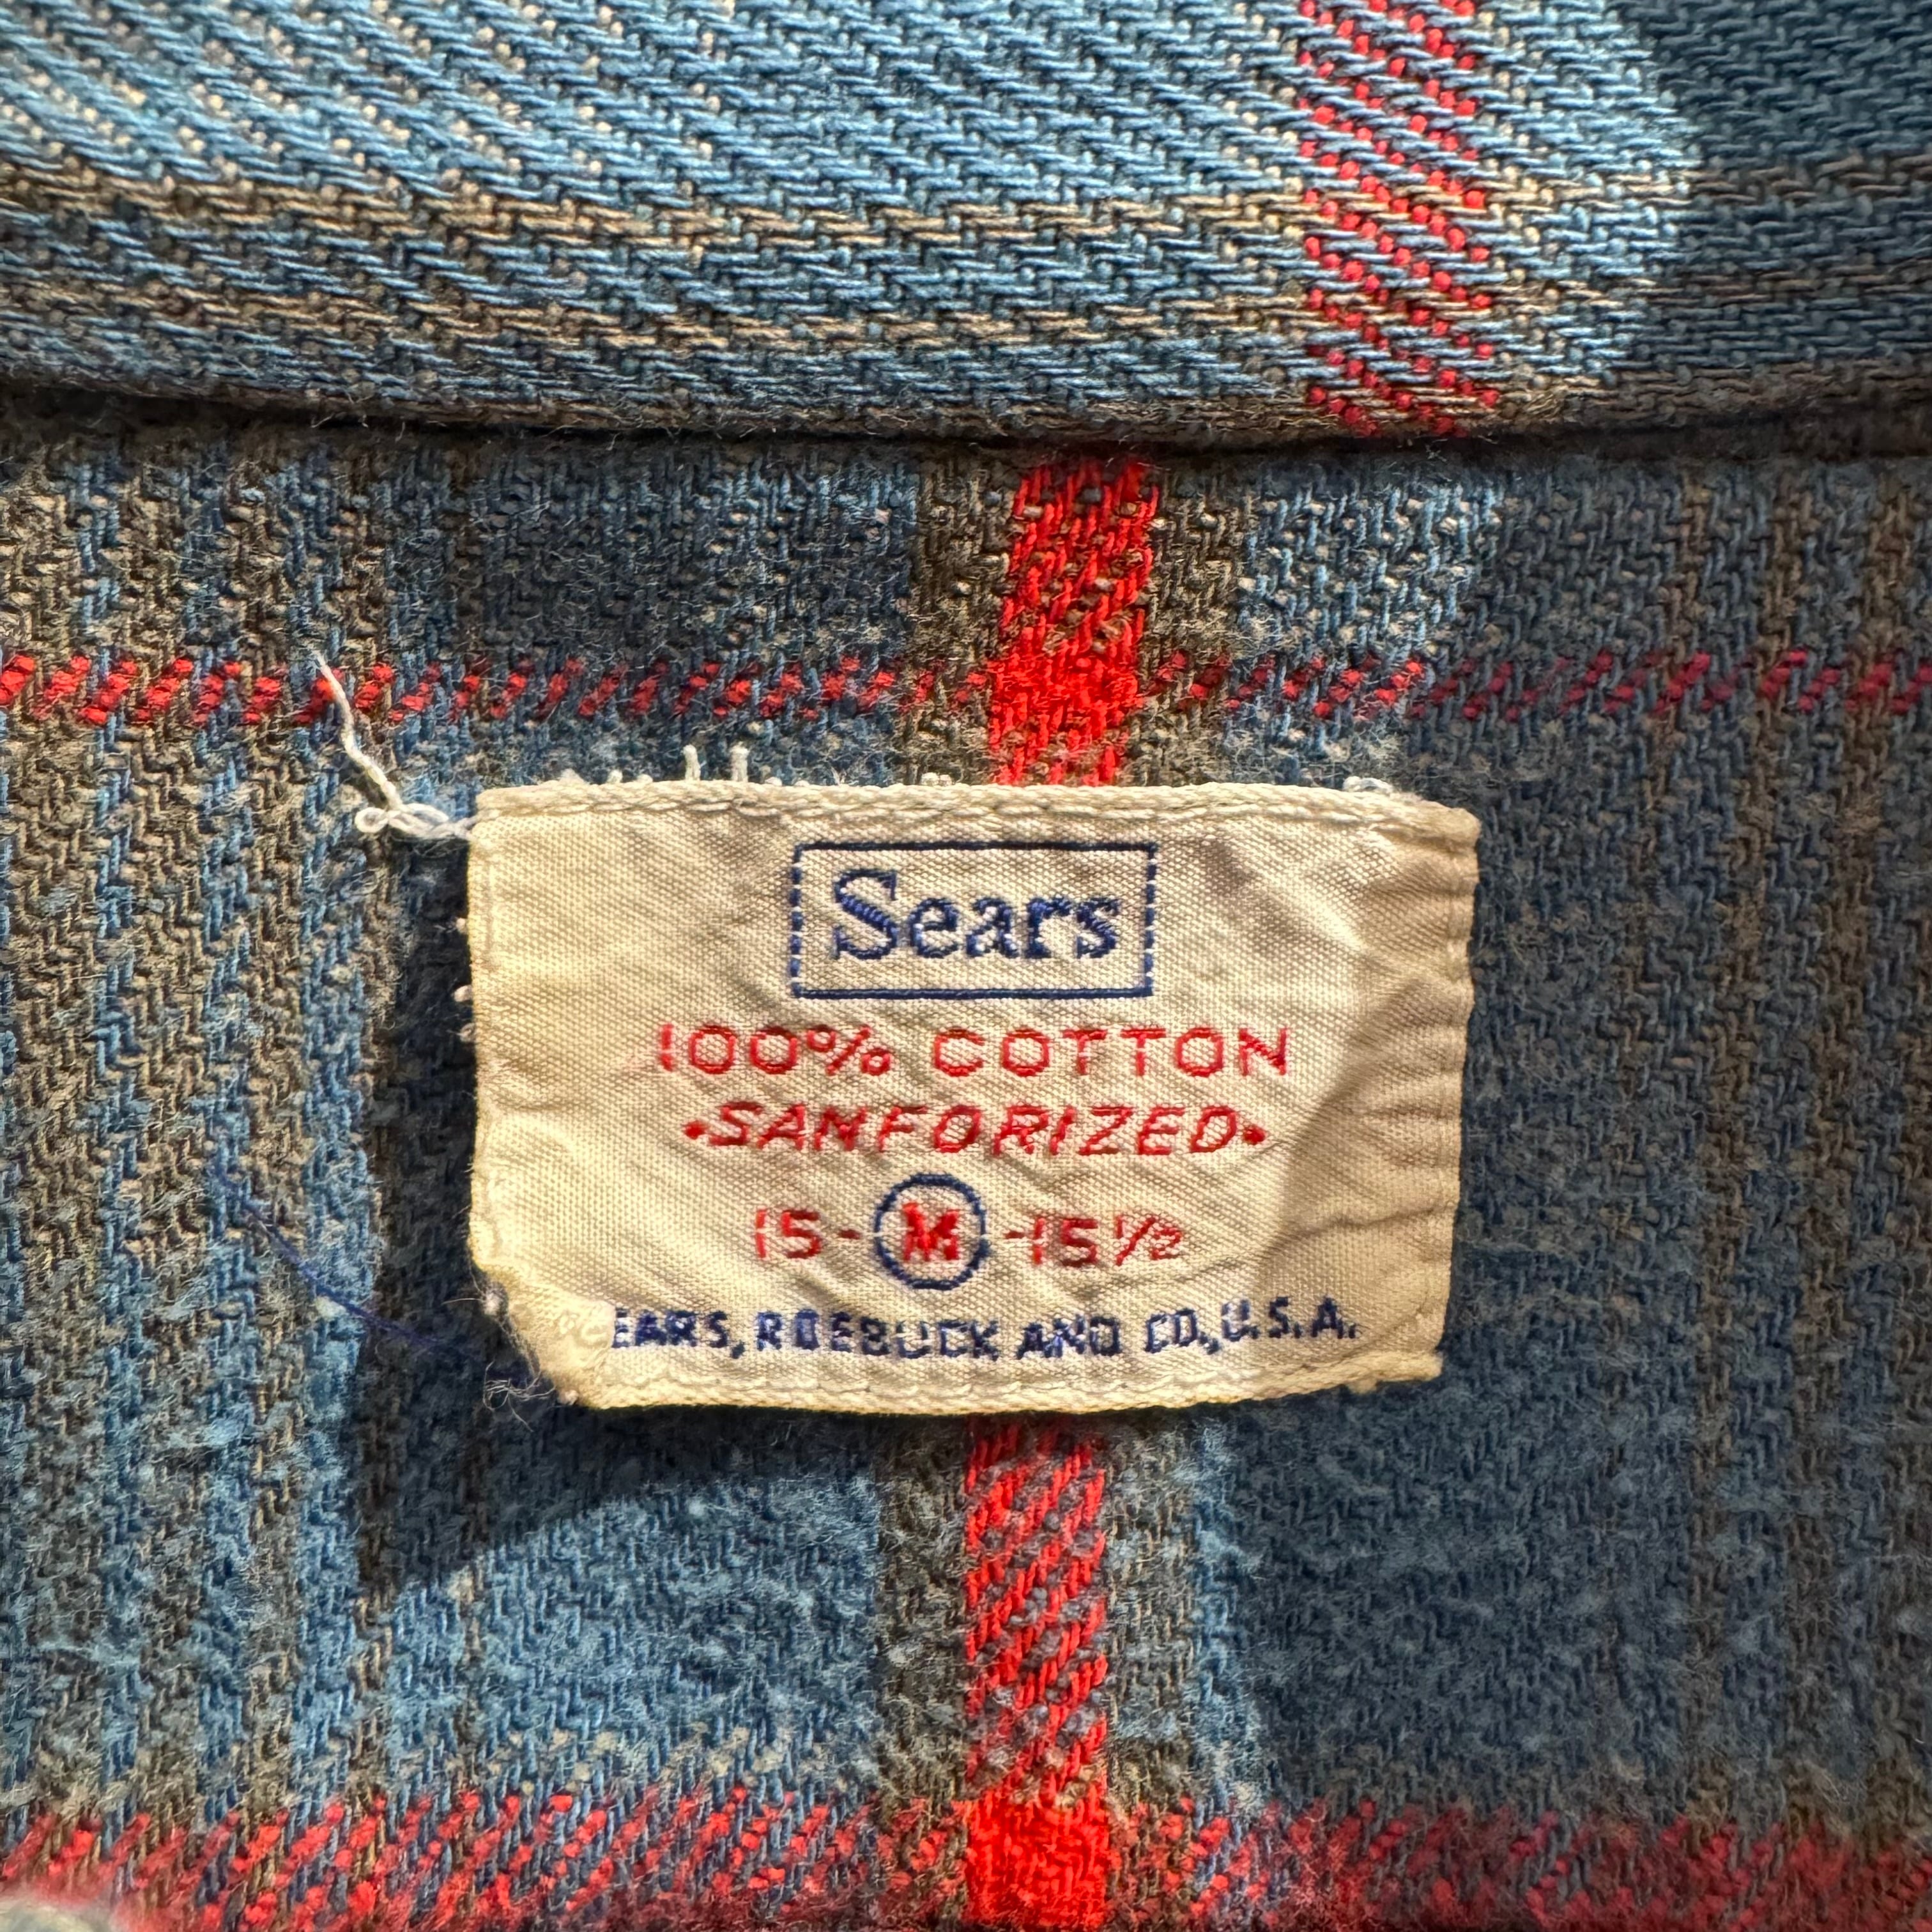 Sears
100% COTTON
•SANFORIZED•
15-M-15½
EARS, ROEBUCK AND CO., U.S.A.